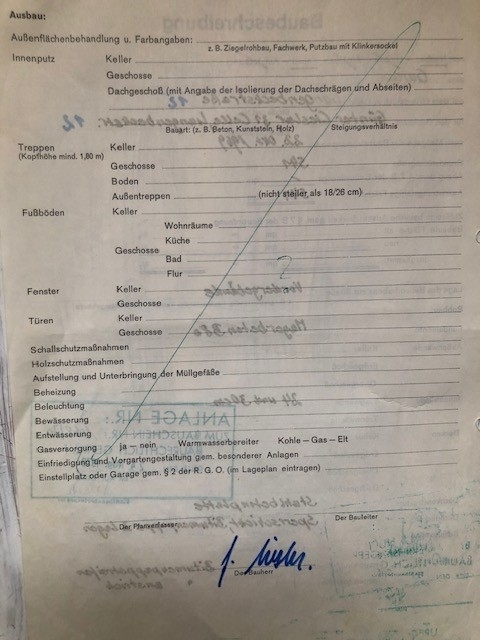 Ausbau:
Außenflächenbehandlung u. Farbangaben:
z. B. Ziegelrohbau, Fachwerk, Putzbau mit Klinkersockel
Innenputz Keller
Geschosse
Dachgeschoß (mit Angabe der Isolierung der Dachschrägen und Abseiten)
Bauart: (z. B. Beton, Kunststein, Holz) Steigungsverhältnis
Treppen Keller
(Kopfhöhe mind. 1,80 m)
Geschosse
Boden
Außentreppen (nicht steiler als 18/26 cm)
Fußböden Keller
Wohnräume
Küche
Geschosse
Bad
Flur
Fenster Keller
Geschosse
Türen Keller
Geschosse
Schallschutzmaßnahmen
Holzschutzmaßnahmen
Aufstellung und Unterbringung der Müllgefäße
Beheizung
Beleuchtung
Bewässerung
Entwässerung
Gasversorgung ja – nein Warmwasserbereiter Kohle – Gas – Elt
Einfriedigung und Vorgartengestaltung gem. besonderer Anlagen
Einstellplatz oder Garage gem. § 2 der R. G. O. (im Lageplan eintragen)
Der Planverfasser
Der Bauleiter
Der Bauherr